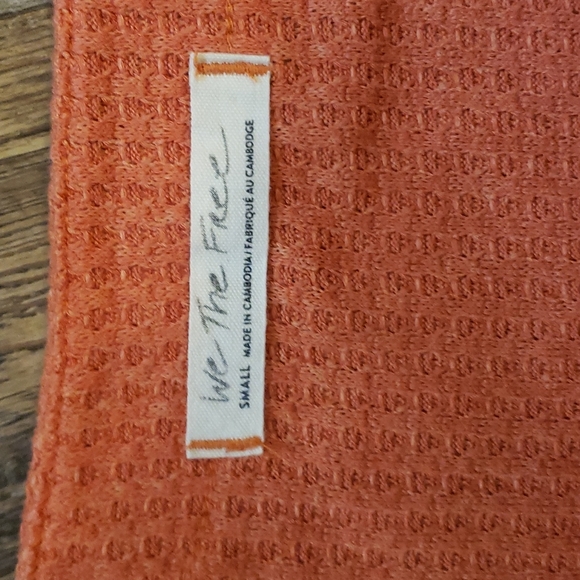 We The Free
SMALL MADE IN CAMBODIA / FABRIQUÉ AU CAMBODGE